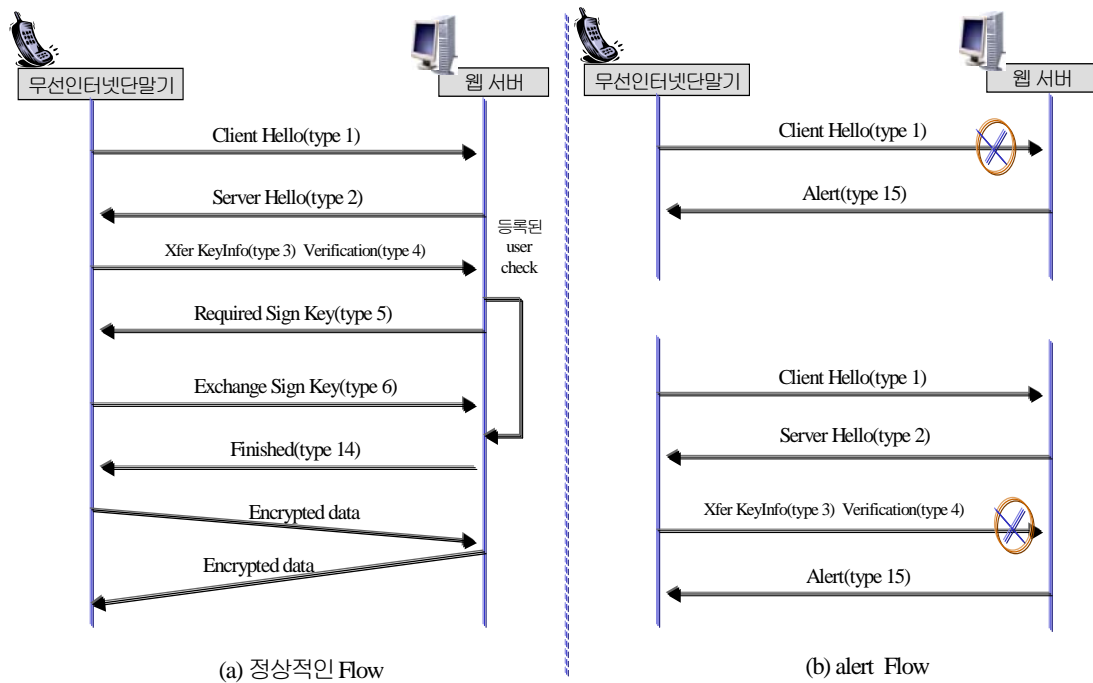 무선인터넷단말기
웹 서버
Client Hello(type 1)
Server Hello(type 2)
등록된
user
check
Xfer KeyInfo(type 3) Verification(type 4)
Required Sign Key(type 5)
Exchange Sign Key(type 6)
Finished(type 14)
Encrypted data
Encrypted data
(a) 정상적인 Flow
무선인터넷단말기
웹 서버
Client Hello(type 1)
Alert(type 15)
Client Hello(type 1)
Server Hello(type 2)
Xfer KeyInfo(type 3) Verification(type 4)
Alert(type 15)
(b) alert Flow